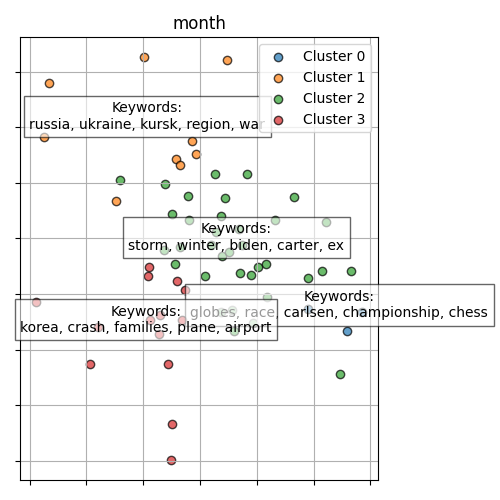 month
Cluster 0
Cluster 1
Cluster 2
Cluster 3
Keywords:
russia, ukraine, kursk, region, war
Keywords:
storm, winter, biden, carter, ex
Keywords:
globes, race, carlsen, championship, chess
Keywords:
korea, crash, families, plane, airport